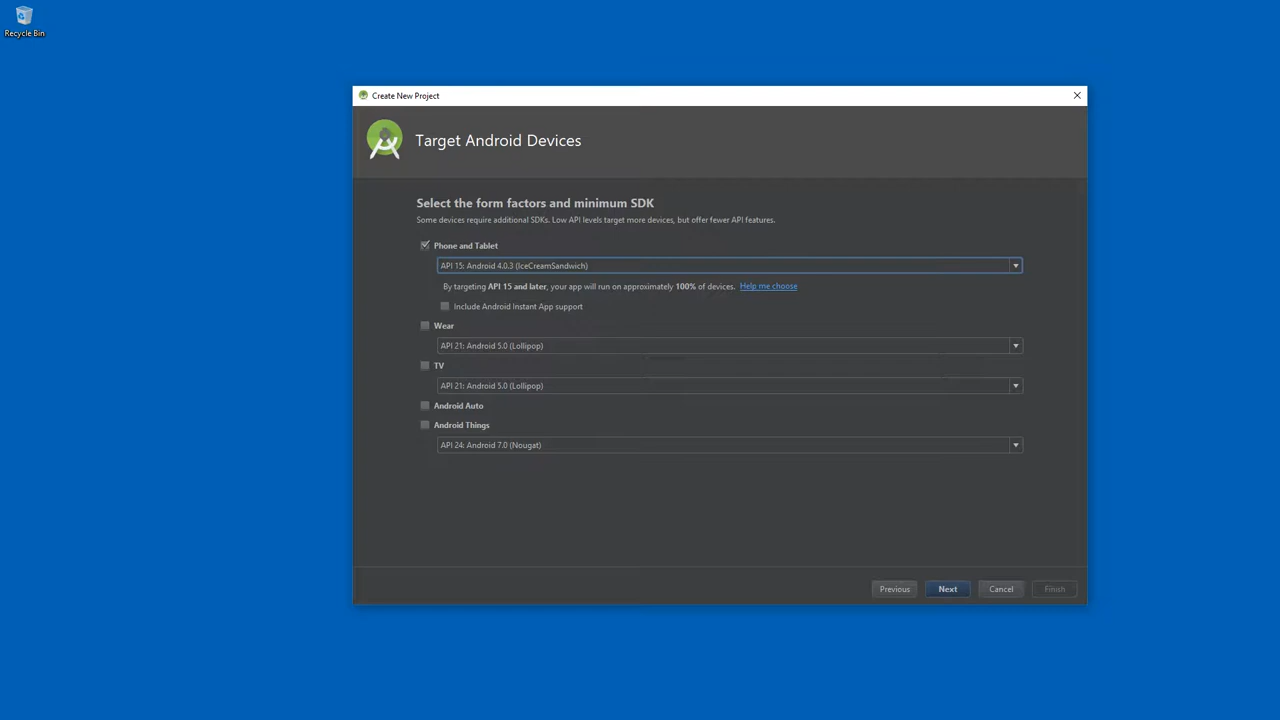 Recycle Bin
Create New Project
Target Android Devices
Select the form factors and minimum SDK
Some devices require additional SDKs. Low API levels target more devices, but offer fewer API features.
Phone and Tablet
API 15: Android 4.0.3 (IceCreamSandwich)
By targeting API 15 and later, your app will run on approximately 100% of devices. Help me choose
Include Android Instant App support
Wear
API 21: Android 5.0 (Lollipop)
TV
API 21: Android 5.0 (Lollipop)
Android Auto
Android Things
API 24: Android 7.0 (Nougat)
Previous Next Cancel Finish